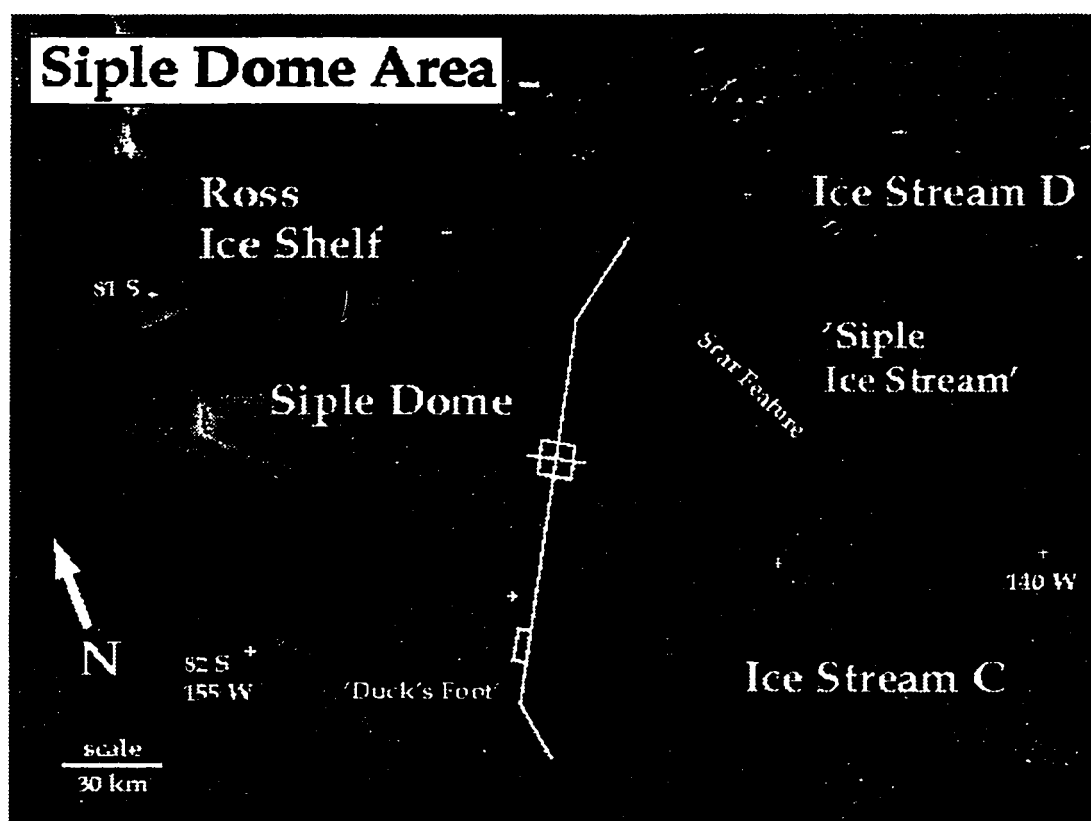 Siple Dome Area
Ross
Ice Shelf
Ice Stream D
81 S
'Siple
Ice Stream'
Scar Feature
Siple Dome
140 W
N
82 S
155 W
'Duck's Foot'
Ice Stream C
scale
30 km